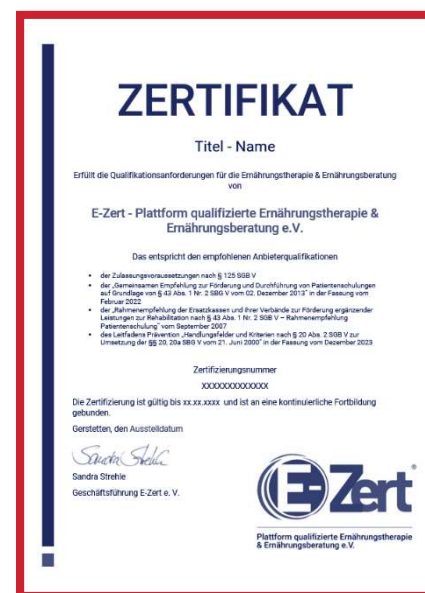 ZERTIFIKAT
Titel - Name
Erfüllt die Qualifikationsanforderungen für die Ernährungstherapie & Ernährungsberatung
von
E-Zert - Plattform qualifizierte Ernährungstherapie &
Ernährungsberatung e.V.
Das entspricht den empfohlenen Anbieterqualifikationen
• der Zulassungsvoraussetzungen nach § 125 SGB V
• der „Gemeinsamen Empfehlung zur Förderung und Durchführung von Patientenschulungen
auf Grundlage von § 43 Abs. 1 Nr. 2 SBG V vom 02. Dezember 2013" in der Fassung vom
Februar 2022
• der „Rahmenempfehlung der Ersatzkassen und ihrer Verbände zur Förderung ergänzender
Leistungen zur Rehabilitation nach § 43 Abs. 1 Nr. 2 SGB V – Rahmenempfehlung
Patientenschulung" vom September 2007
• des Leitfadens Prävention „Handlungsfelder und Kriterien nach § 20 Abs. 2 SGB V zur
Umsetzung der §§ 20, 20a SBG V vom 21. Juni 2000" in der Fassung vom Dezember 2023
Zertifizierungsnummer
XXXXXXXXXXXXX
Die Zertifizierung ist gültig bis xx.xx.xxxx und ist an eine kontinuierliche Fortbildung
gebunden.
Gerstetten, den Ausstelldatum
Sandra Strehle
Sandra Strehle
Geschäftsführung E-Zert e. V.
E-Zert®
Plattform qualifizierte Ernährungstherapie
& Ernährungsberatung e.V.